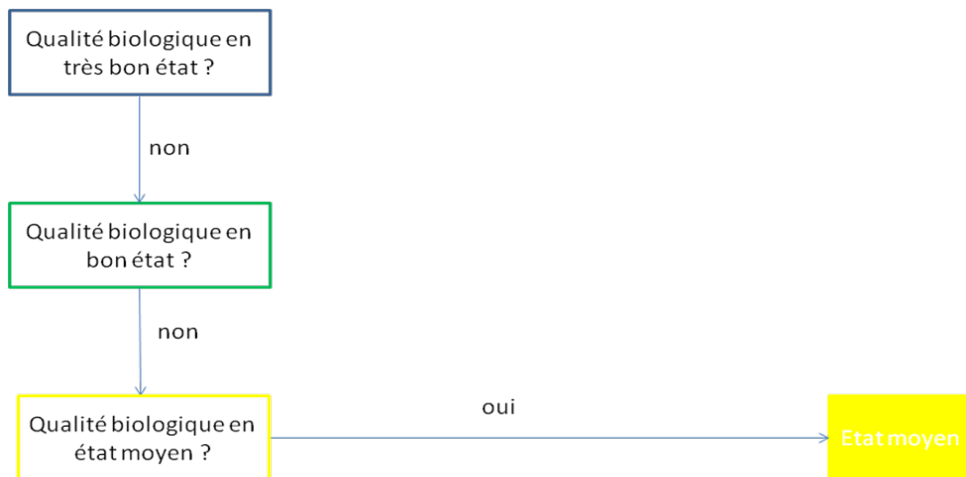 Qualité biologique en
très bon état ?
non
Qualité biologique en
bon état ?
non
Qualité biologique en
état moyen ?
oui
Etat moyen